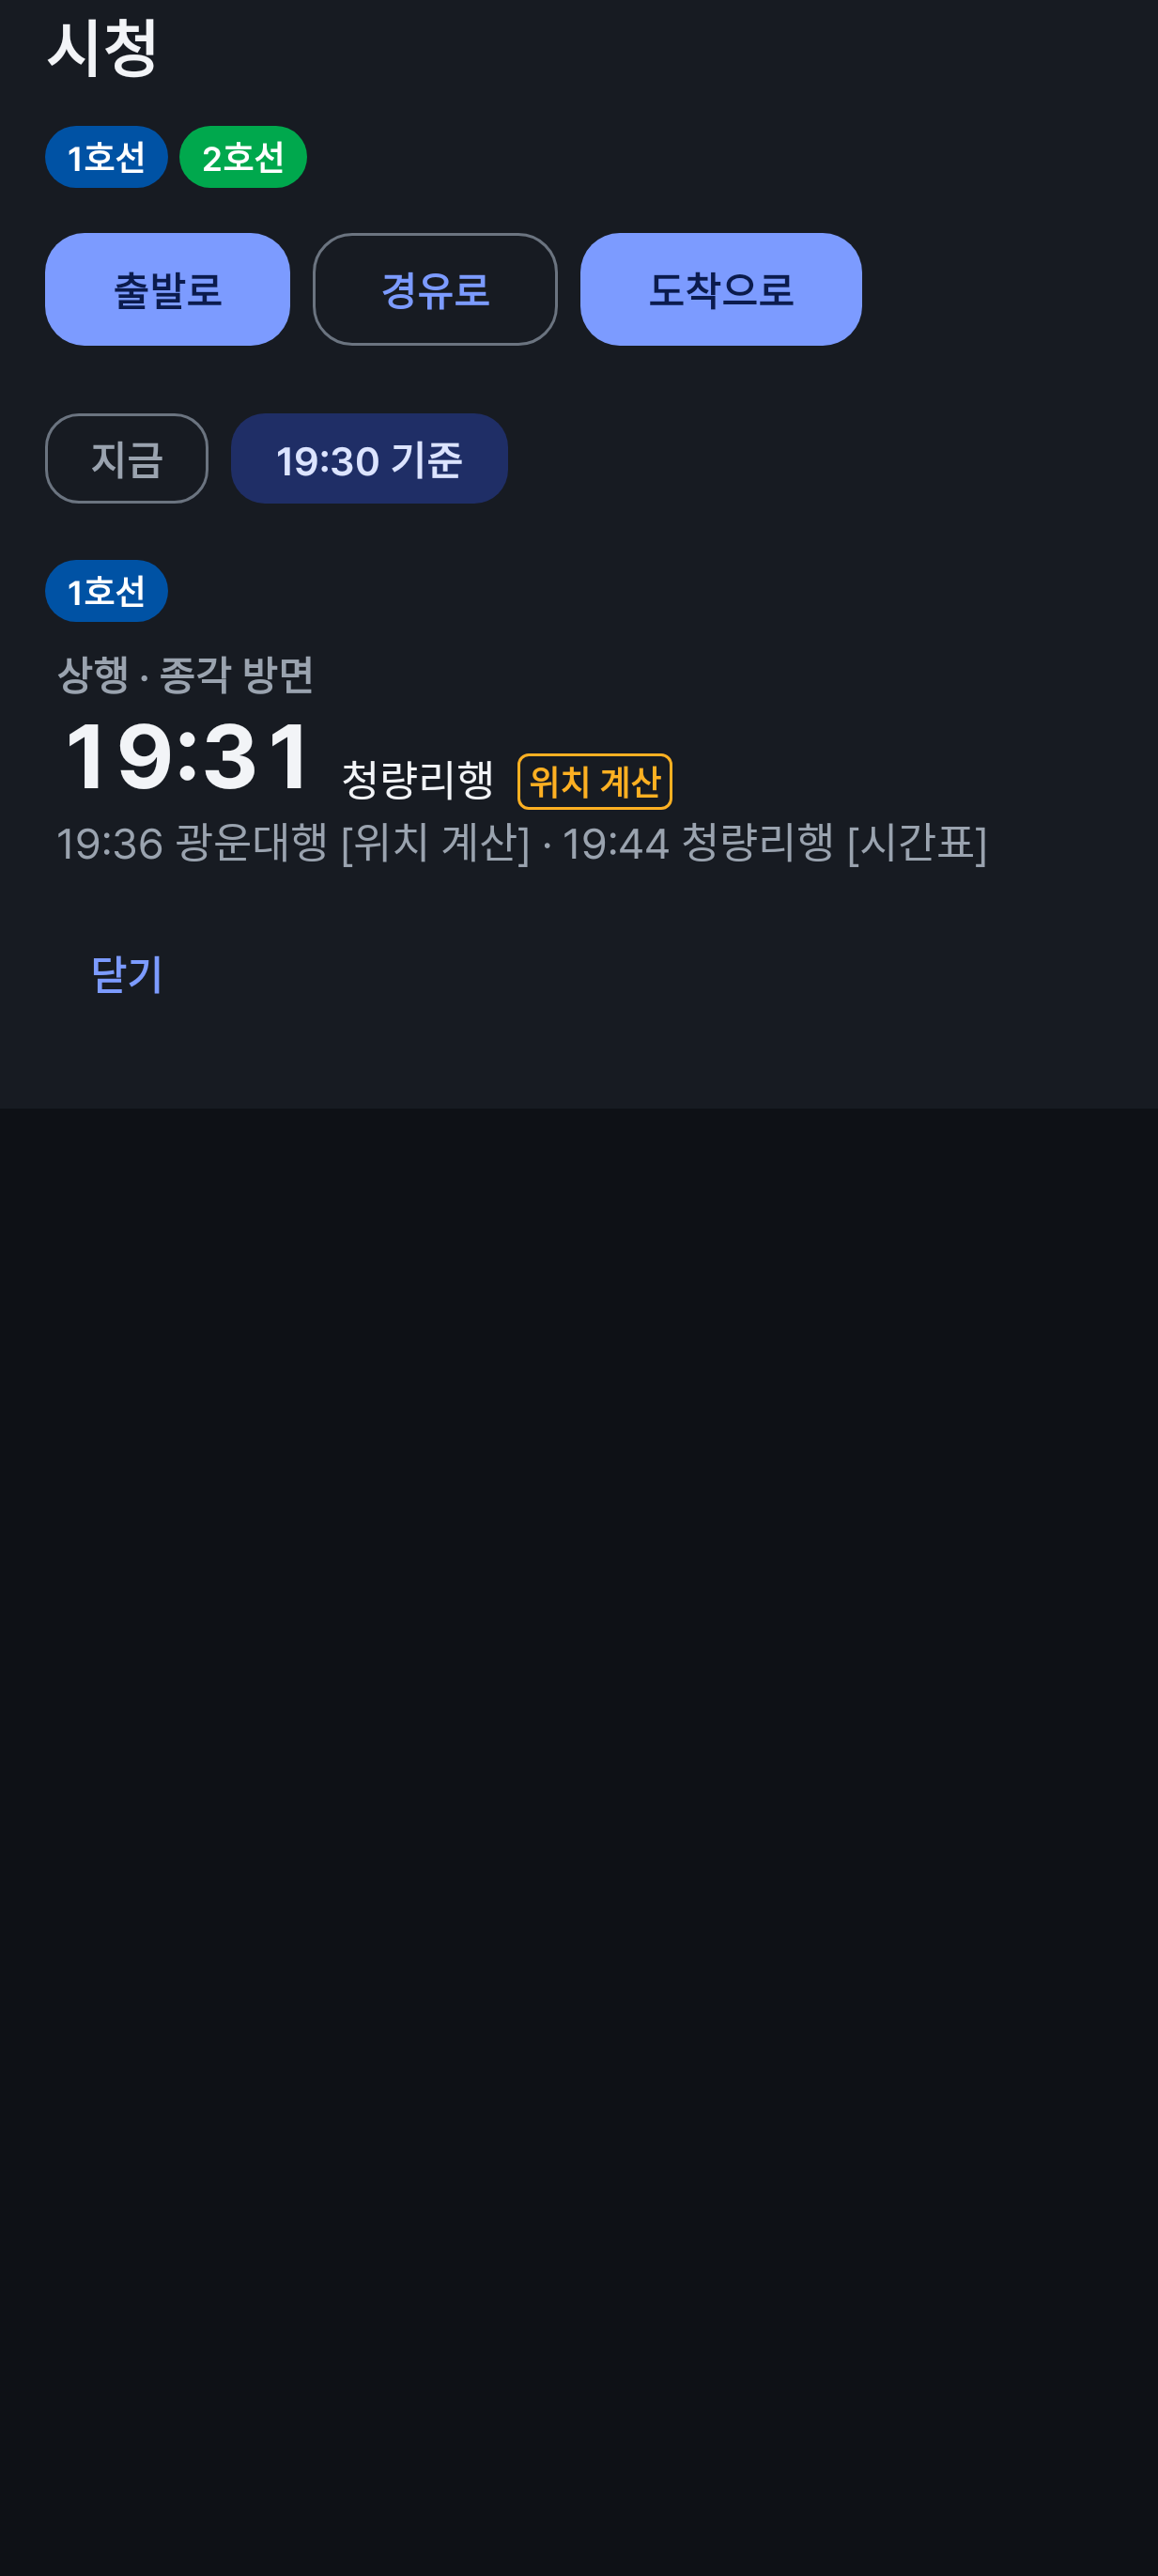 시청
1호선 2호선
출발로 경유로 도착으로
지금 19:30 기준
1호선
상행 · 종각 방면
19:31 청량리행 위치 계산
19:36 광운대행 [위치 계산] · 19:44 청량리행 [시간표]
닫기